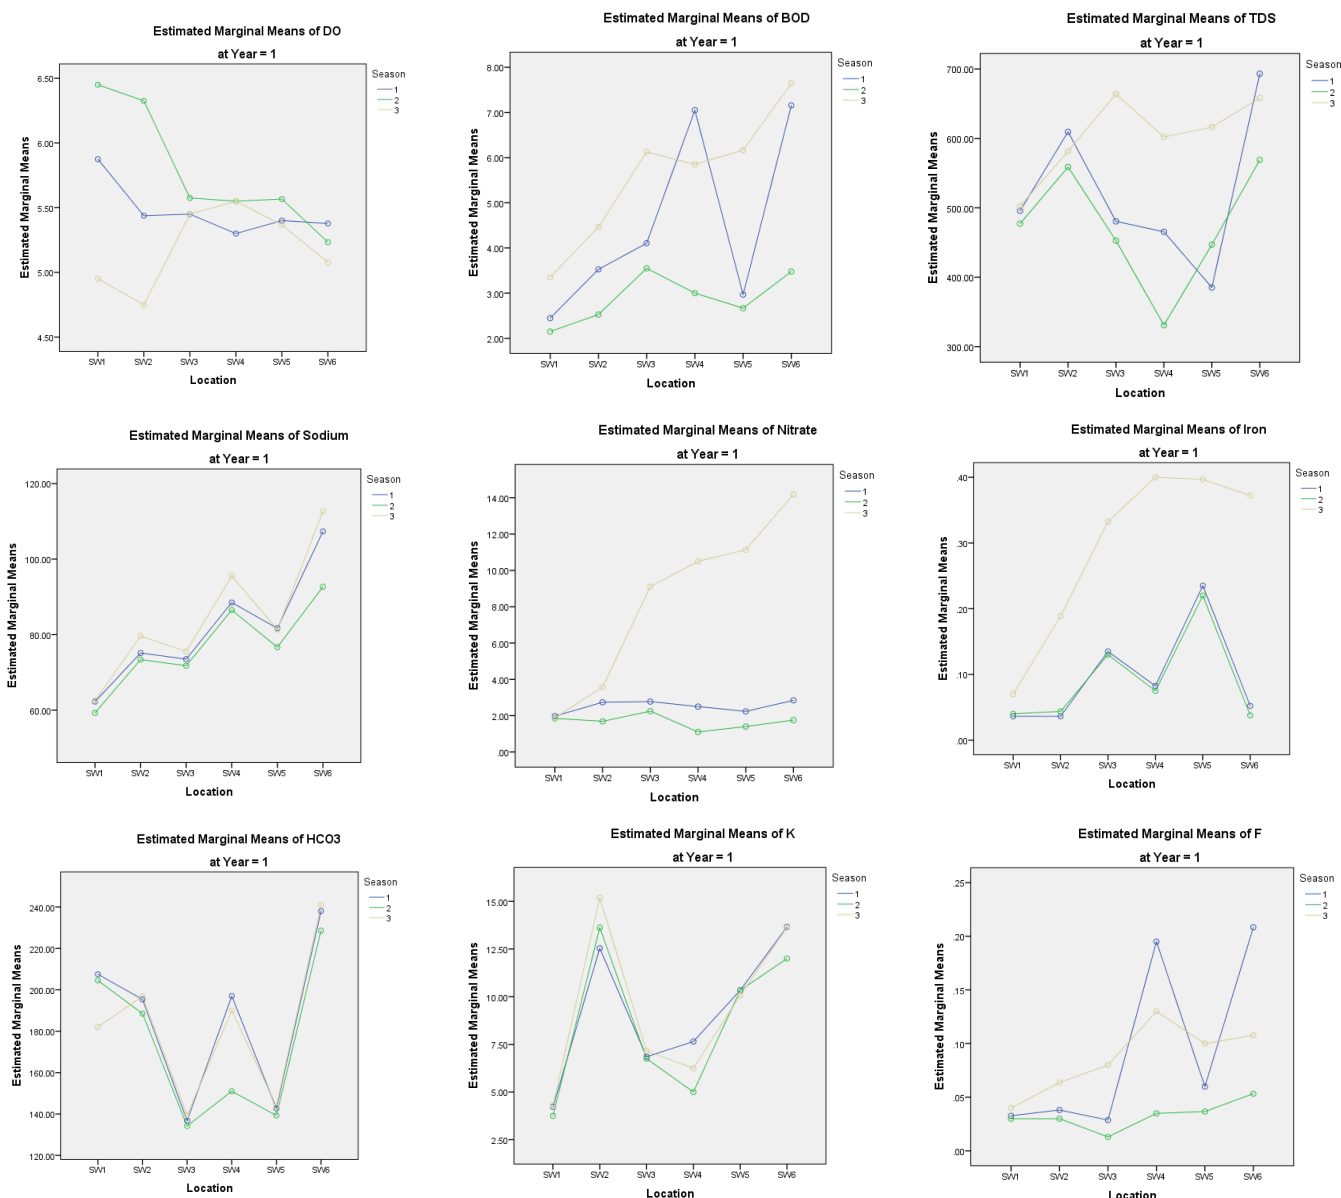 Estimated Marginal Means of DO
at Year = 1
Season
1
2
3
Estimated Marginal Means
6.50
6.00
5.50
5.00
4.50
SW1 SW2 SW3 SW4 SW5 SW6
Location
Estimated Marginal Means of BOD
at Year = 1
Season
1
2
3
Estimated Marginal Means
8.00
7.00
6.00
5.00
4.00
3.00
2.00
SW1 SW2 SW3 SW4 SW5 SW6
Location
Estimated Marginal Means of TDS
at Year = 1
Season
1
2
3
Estimated Marginal Means
700.00
600.00
500.00
400.00
300.00
SW1 SW2 SW3 SW4 SW5 SW6
Location
Estimated Marginal Means of Sodium
at Year = 1
Season
1
2
3
Estimated Marginal Means
120.00
100.00
80.00
60.00
SW1 SW2 SW3 SW4 SW5 SW6
Location
Estimated Marginal Means of Nitrate
at Year = 1
Season
1
2
3
Estimated Marginal Means
14.00
12.00
10.00
8.00
6.00
4.00
2.00
.00
SW1 SW2 SW3 SW4 SW5 SW6
Location
Estimated Marginal Means of Iron
at Year = 1
Season
1
2
3
Estimated Marginal Means
.40
.30
.20
.10
.00
SW1 SW2 SW3 SW4 SW5 SW6
Location
Estimated Marginal Means of HCO3
at Year = 1
Season
1
2
3
Estimated Marginal Means
240.00
220.00
200.00
180.00
160.00
140.00
120.00
SW1 SW2 SW3 SW4 SW5 SW6
Location
Estimated Marginal Means of K
at Year = 1
Season
1
2
3
Estimated Marginal Means
15.00
12.50
10.00
7.50
5.00
2.50
SW1 SW2 SW3 SW4 SW5 SW6
Location
Estimated Marginal Means of F
at Year = 1
Season
1
2
3
Estimated Marginal Means
.25
.20
.15
.10
.05
.00
SW1 SW2 SW3 SW4 SW5 SW6
Location